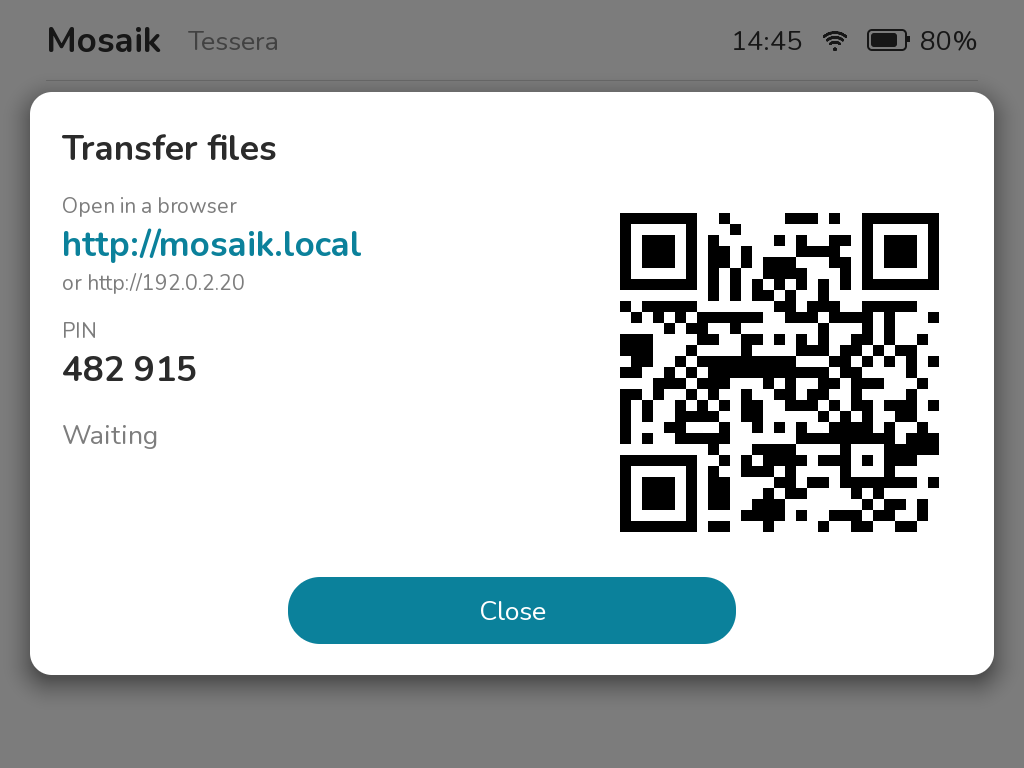 Mosaik Tessera 14:45 80%
Transfer files
Open in a browser
http://mosaik.local
or http://192.0.2.20
PIN
482 915
Waiting
Close